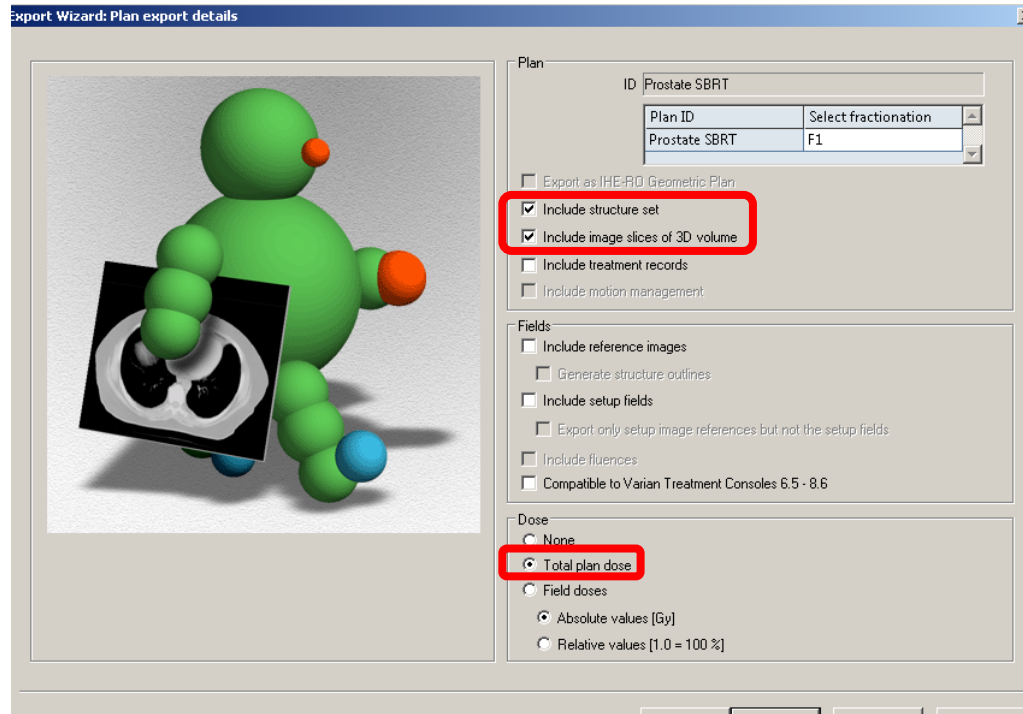 Export Wizard: Plan export details
Plan
ID Prostate SBRT
Plan ID Select fractionation
Prostate SBRT F1
Export as IHE-RO Geometric Plan
Include structure set
Include image slices of 3D volume
Include treatment records
Include motion management
Fields
Include reference images
Generate structure outlines
Include setup fields
Export only setup image references but not the setup fields
Include fluences
Compatible to Varian Treatment Consoles 6.5 - 8.6
Dose
None
Total plan dose
Field doses
Absolute values [Gy]
Relative values [1.0 = 100 %]